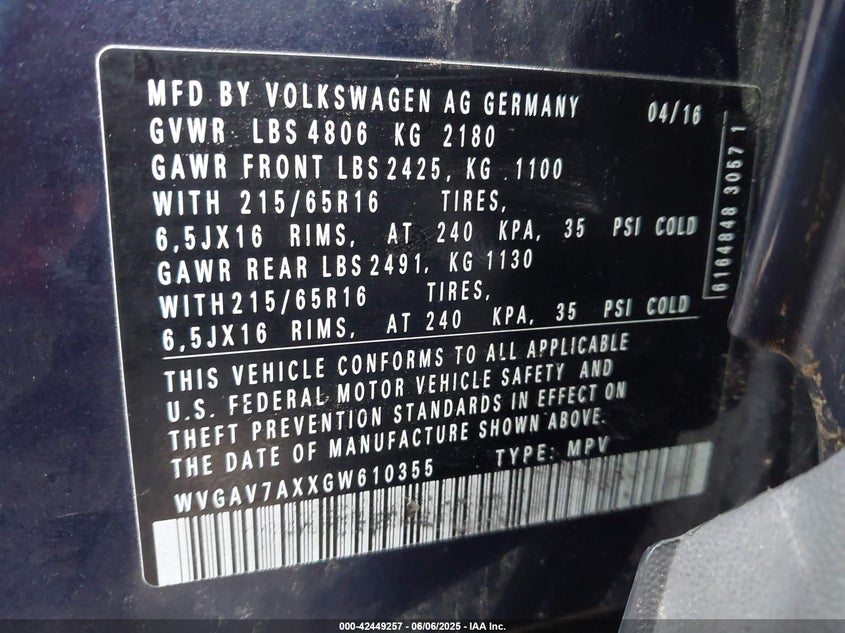 MFD BY VOLKSWAGEN AG GERMANY 04/16
GVWR LBS 4806 KG 2180
GAWR FRONT LBS 2425, KG 1100
WITH 215/65R16 TIRES,
6,5JX16 RIMS, AT 240 KPA, 35 PSI COLD
GAWR REAR LBS 2491, KG 1130
WITH 215/65R16 TIRES,
6,5JX16 RIMS, AT 240 KPA, 35 PSI COLD
6164848 3057 1
THIS VEHICLE CONFORMS TO ALL APPLICABLE
U.S. FEDERAL MOTOR VEHICLE SAFETY AND
THEFT PREVENTION STANDARDS IN EFFECT ON
THE DATE OF MANUFACTURE SHOWN ABOVE.
WVGAV7AXXGW610355 TYPE: MPV
000-42449257 - 06/06/2025 - IAA Inc.